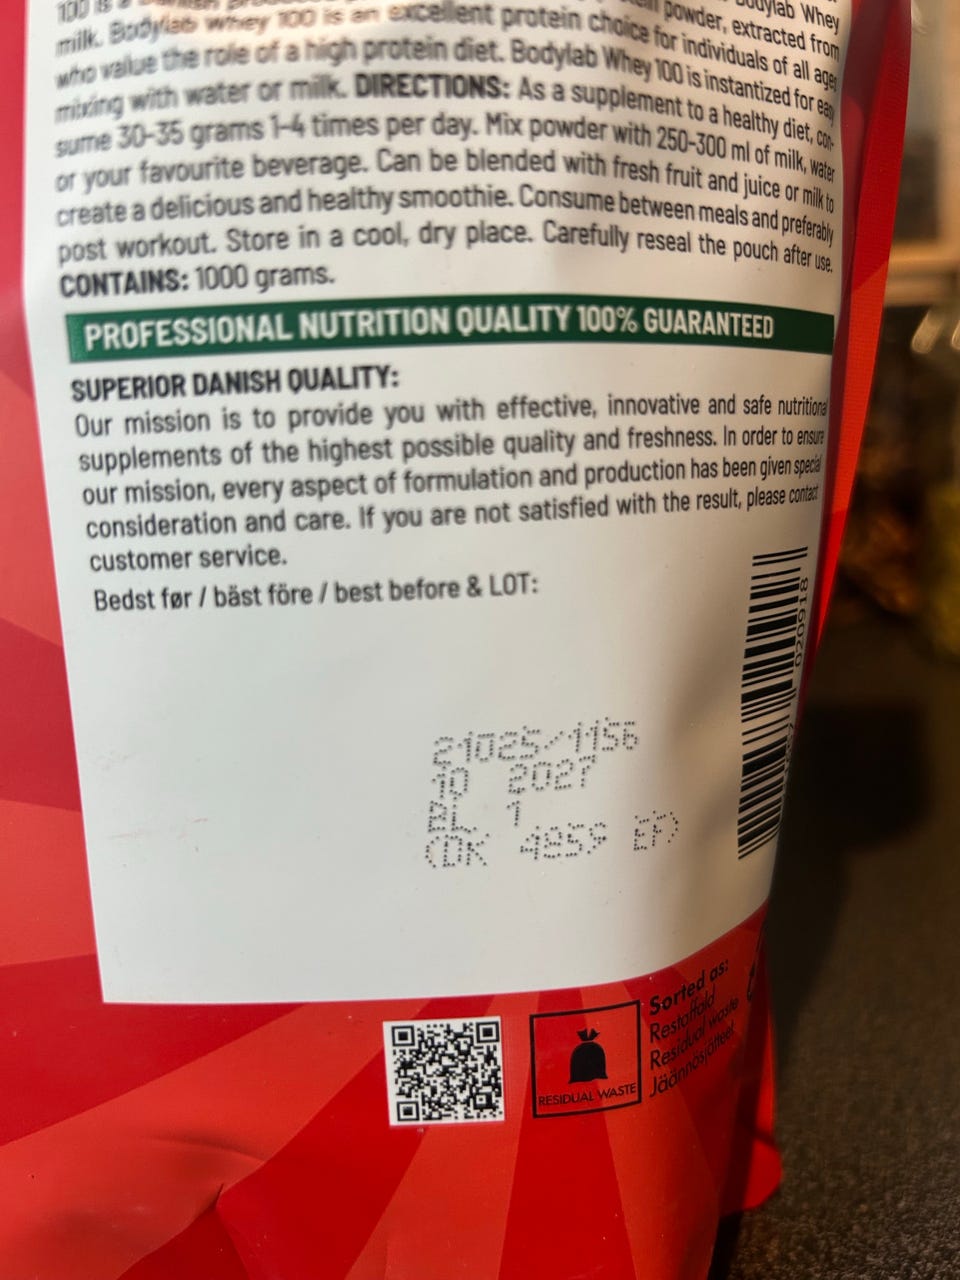 100 is a
Bodylab Whey
powder, extracted from
milk. Bodylab Whey 100 is an excellent protein choice for individuals of all ages
who value the role of a high protein diet. Bodylab Whey 100 is instantized for easy
mixing with water or milk. DIRECTIONS: As a supplement to a healthy diet, con-
sume 30-35 grams 1-4 times per day. Mix powder with 250-300 ml of milk, water
or your favourite beverage. Can be blended with fresh fruit and juice or milk to
create a delicious and healthy smoothie. Consume between meals and preferably
post workout. Store in a cool, dry place. Carefully reseal the pouch after use.
CONTAINS: 1000 grams.
PROFESSIONAL NUTRITION QUALITY 100% GUARANTEED
SUPERIOR DANISH QUALITY:
Our mission is to provide you with effective, innovative and safe nutritional
supplements of the highest possible quality and freshness. In order to ensure
our mission, every aspect of formulation and production has been given special
consideration and care. If you are not satisfied with the result, please contact
customer service.
Bedst før / bäst före / best before & LOT:
020918
21025/1156
10 2027
BL 1
(DK 4859 EF)
RESIDUAL WASTE
Sorted as:
Restaffald
Residual waste
Jäännösjätteet